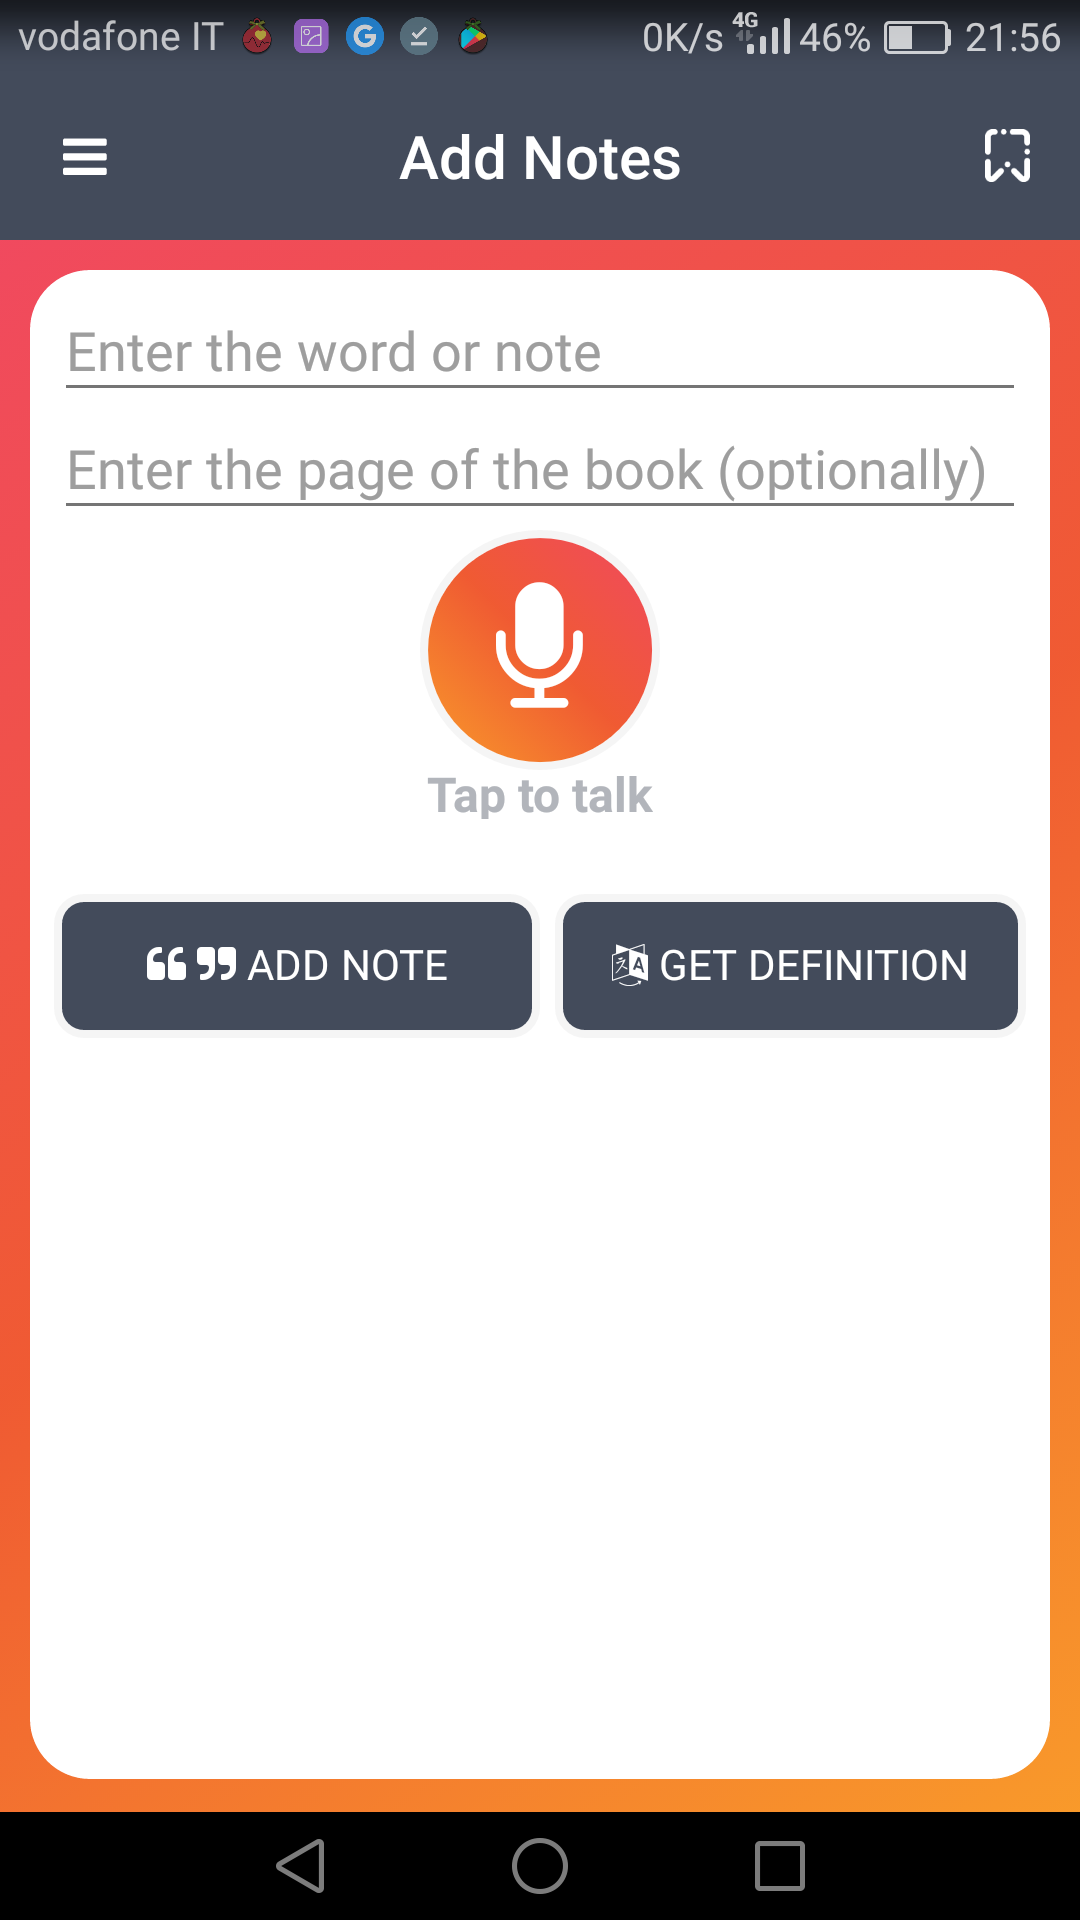 vodafone IT 0K/s 4G 46% 21:56
Add Notes
Enter the word or note
Enter the page of the book (optionally)
Tap to talk
ADD NOTE GET DEFINITION